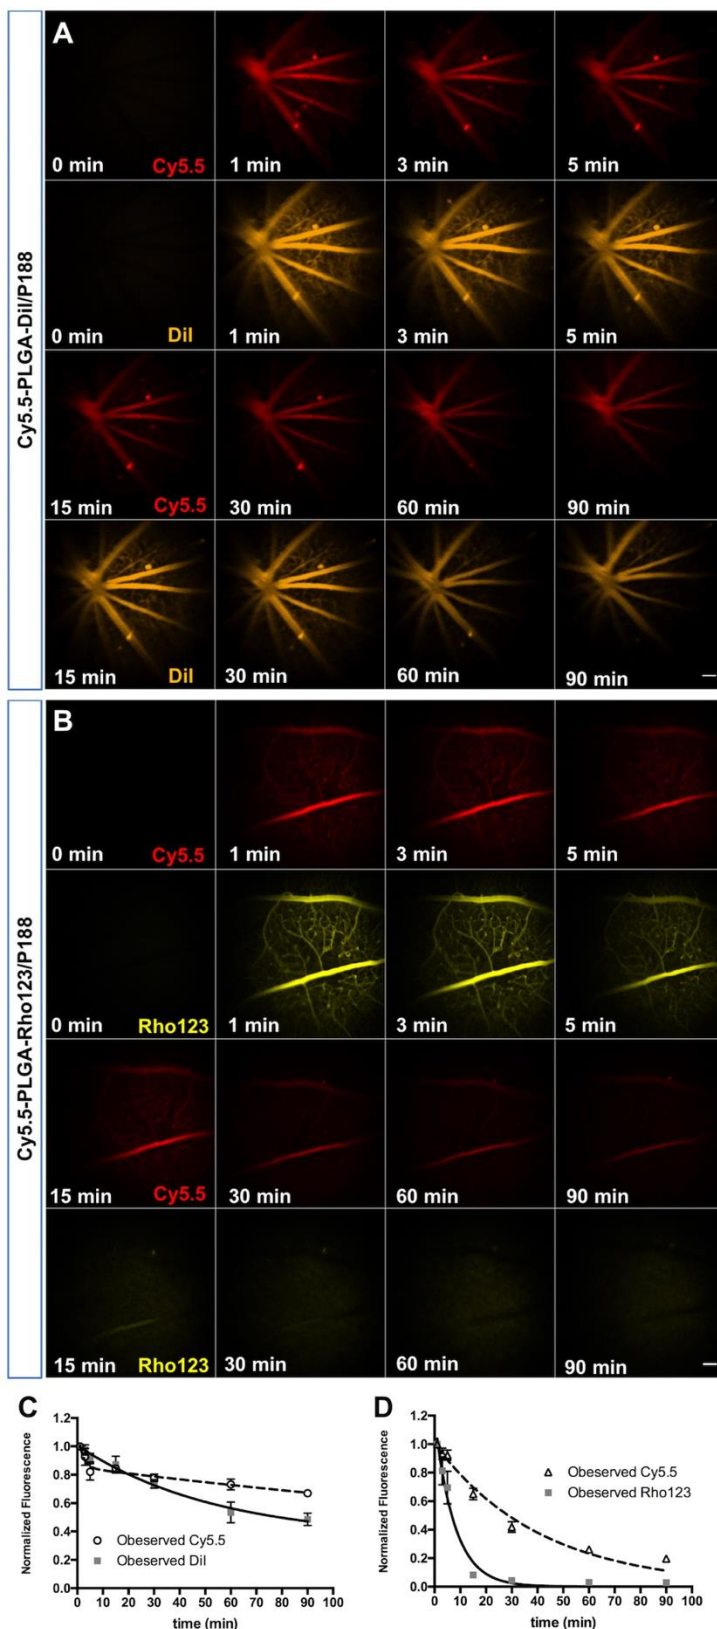 A
Cy5.5-PLGA-DiI/P188
0 min Cy5.5 1 min 3 min 5 min
0 min DiI 1 min 3 min 5 min
15 min Cy5.5 30 min 60 min 90 min
15 min DiI 30 min 60 min 90 min
B
Cy5.5-PLGA-Rho123/P188
0 min Cy5.5 1 min 3 min 5 min
0 min Rho123 1 min 3 min 5 min
15 min Cy5.5 30 min 60 min 90 min
15 min Rho123 30 min 60 min 90 min
C
Normalized Fluorescence
1.2
1.0
0.8
0.6
0.4
0.2
0.0
Obeserved Cy5.5
Obeserved DiI
0 10 20 30 40 50 60 70 80 90 100
time (min)
D
Normalized Fluorescence
1.2
1.0
0.8
0.6
0.4
0.2
0.0
Obeserved Cy5.5
Obeserved Rho123
0 10 20 30 40 50 60 70 80 90 100
time (min)